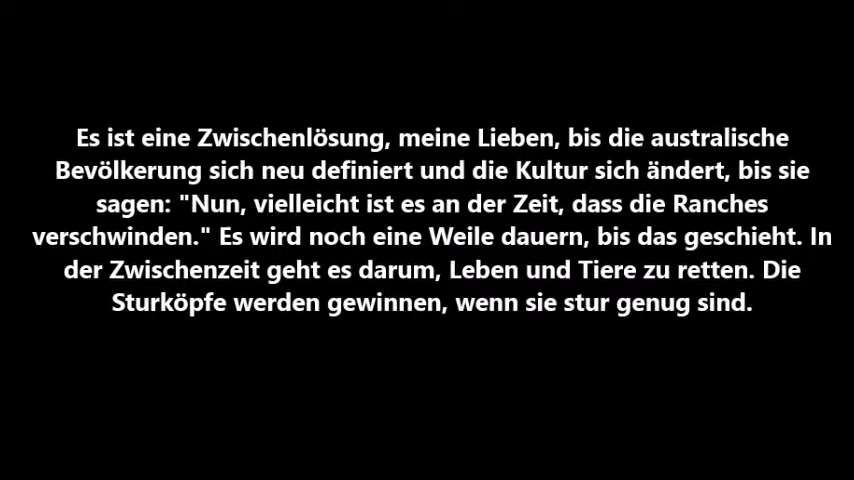 Es ist eine Zwischenlösung, meine Lieben, bis die australische
Bevölkerung sich neu definiert und die Kultur sich ändert, bis sie
sagen: "Nun, vielleicht ist es an der Zeit, dass die Ranches
verschwinden." Es wird noch eine Weile dauern, bis das geschieht. In
der Zwischenzeit geht es darum, Leben und Tiere zu retten. Die
Sturköpfe werden gewinnen, wenn sie stur genug sind.